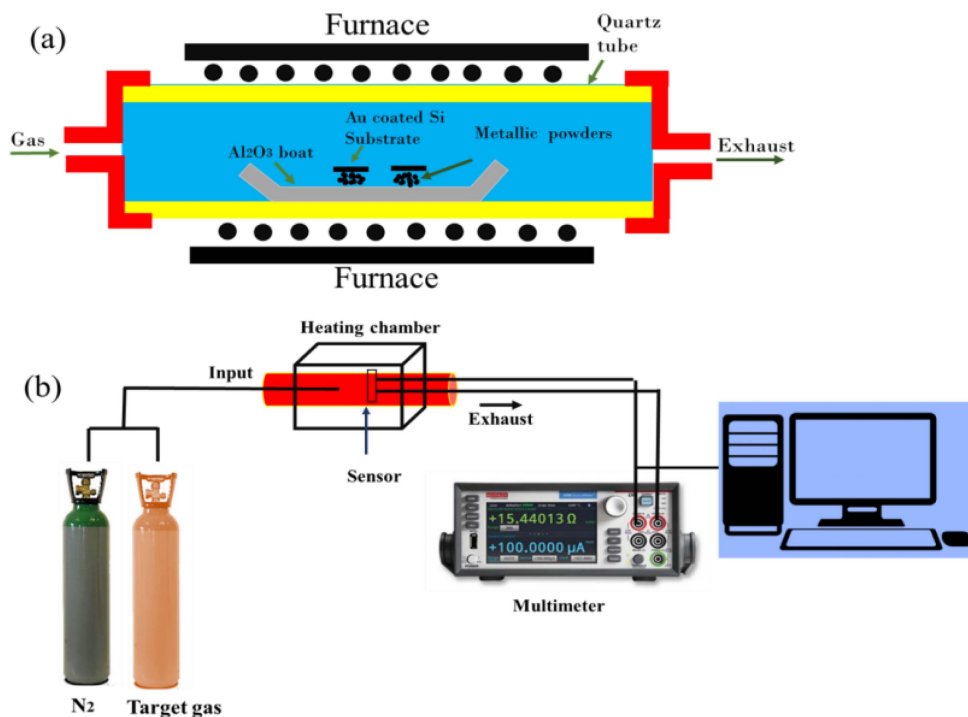 (a)
Furnace
Quartz
tube
Gas
Au coated Si
Substrate
Metallic powders
Al2O3 boat
Exhaust
Furnace
(b)
Heating chamber
Input
Exhaust
Sensor
+15.44013 Ω
+100.0000 µA
POWER
Multimeter
N2
Target gas